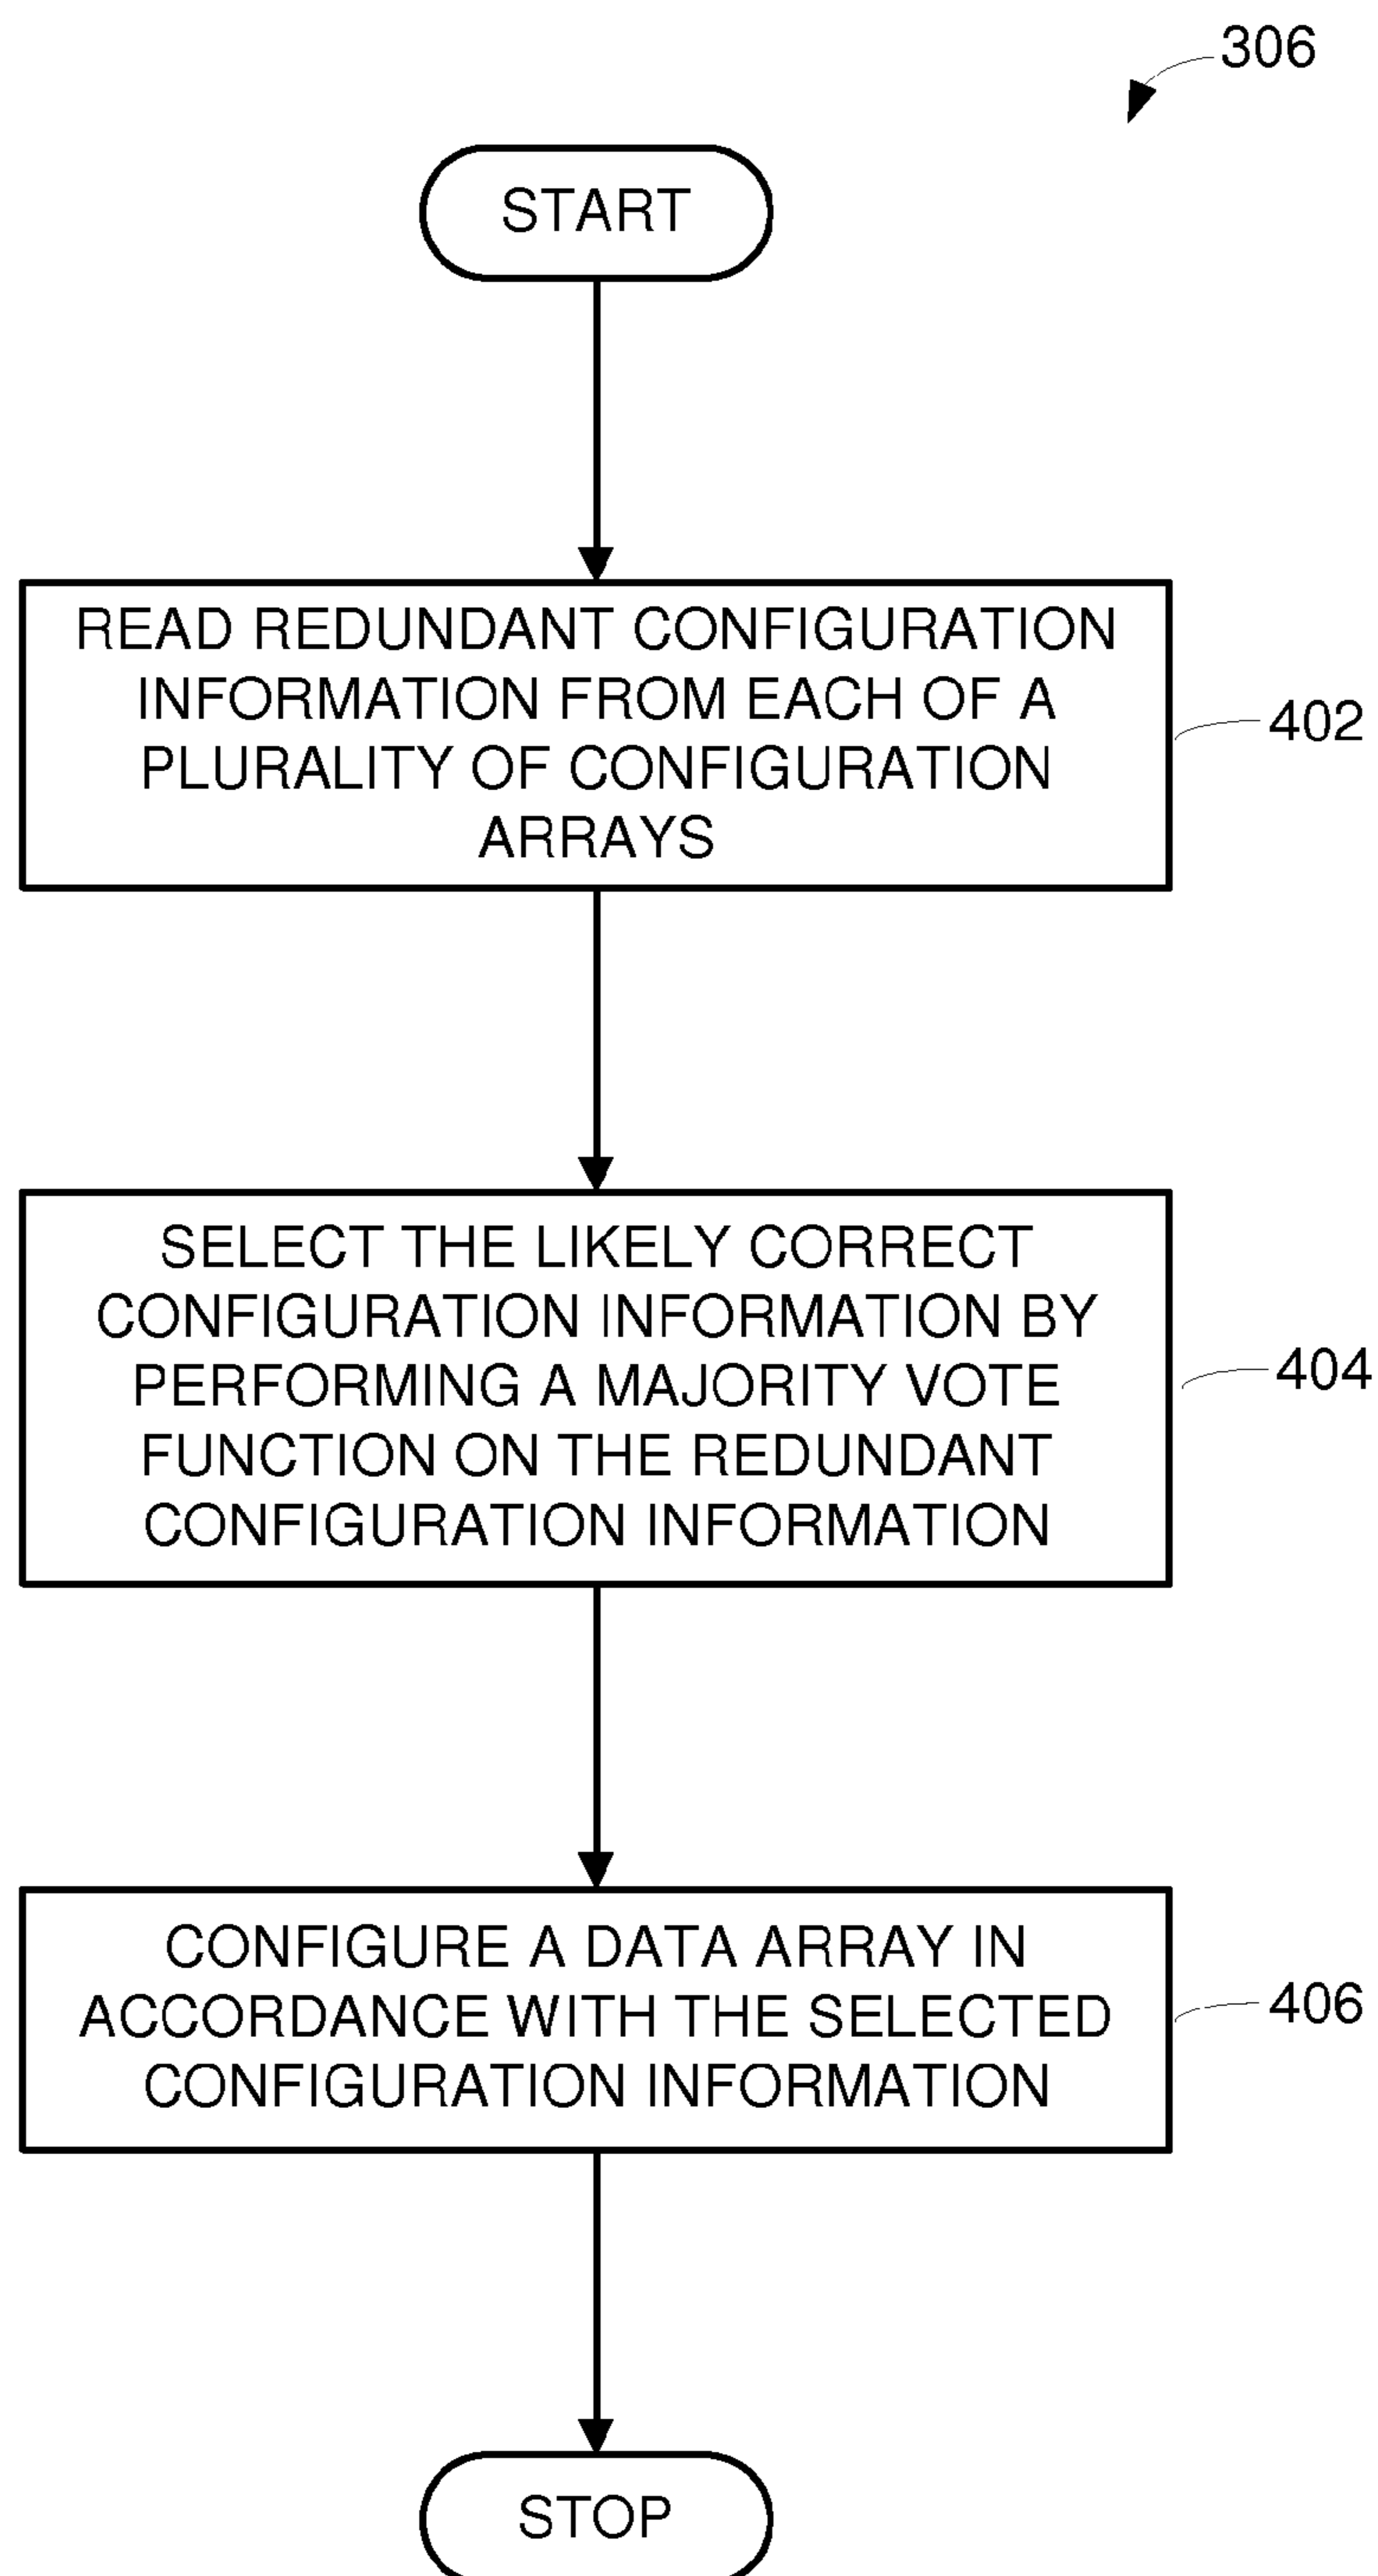 306
START
READ REDUNDANT CONFIGURATION
INFORMATION FROM EACH OF A
PLURALITY OF CONFIGURATION
ARRAYS
402
SELECT THE LIKELY CORRECT
CONFIGURATION INFORMATION BY
PERFORMING A MAJORITY VOTE
FUNCTION ON THE REDUNDANT
CONFIGURATION INFORMATION
404
CONFIGURE A DATA ARRAY IN
ACCORDANCE WITH THE SELECTED
CONFIGURATION INFORMATION
406
STOP